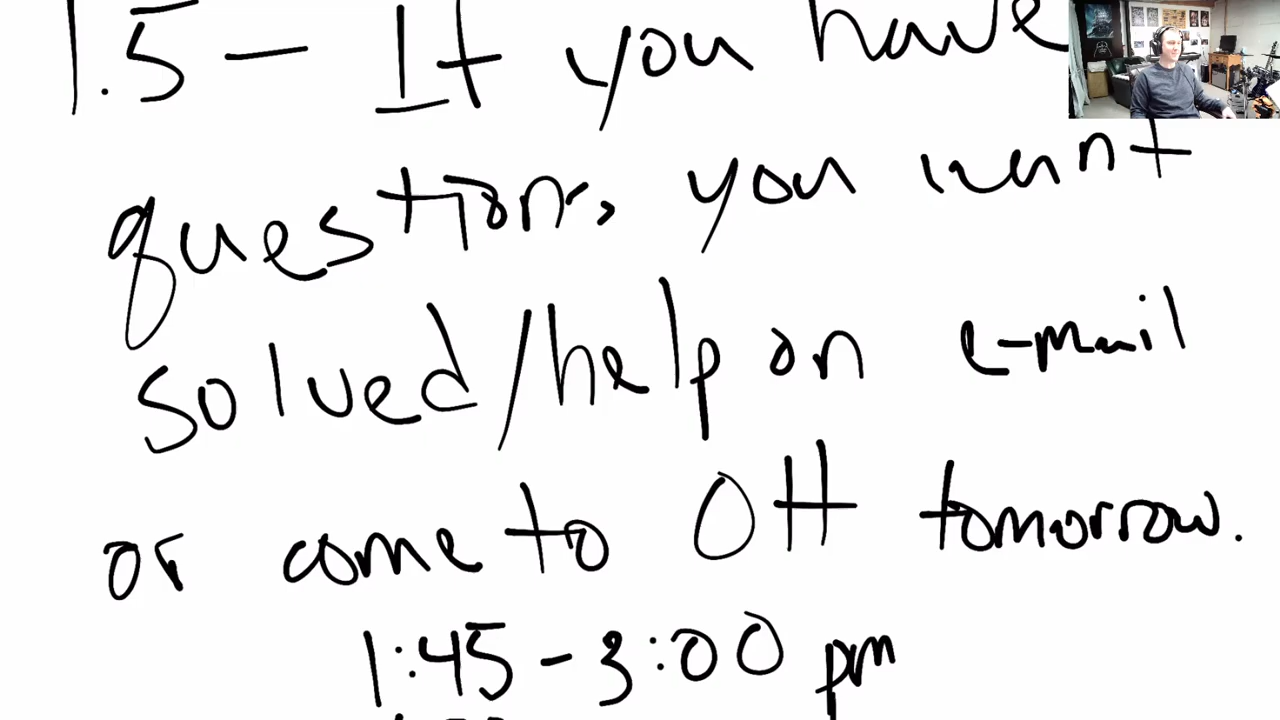 1.5 - If you have
questions, you want
solved/help on e-mail
or come to OH tomorrow.
1:45 - 3:00 pm